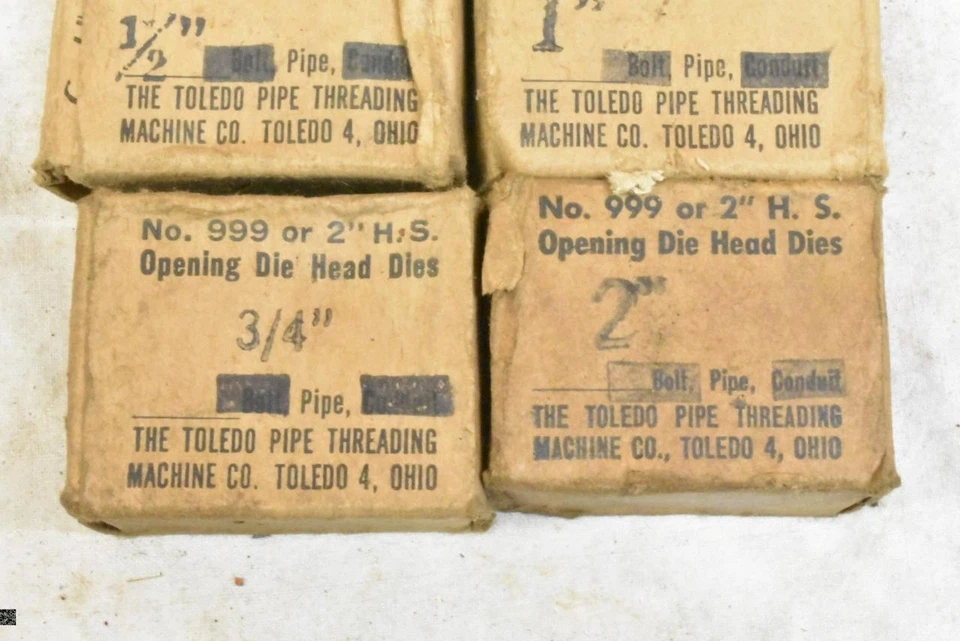 1/2"
Bolt, Pipe, Conduit
THE TOLEDO PIPE THREADING
MACHINE CO. TOLEDO 4, OHIO
1"
Bolt, Pipe, Conduit
THE TOLEDO PIPE THREADING
MACHINE CO. TOLEDO 4, OHIO
No. 999 or 2" H. S.
Opening Die Head Dies
3/4"
Bolt, Pipe, Conduit
THE TOLEDO PIPE THREADING
MACHINE CO. TOLEDO 4, OHIO
No. 999 or 2" H. S.
Opening Die Head Dies
2"
Bolt, Pipe, Conduit
THE TOLEDO PIPE THREADING
MACHINE CO., TOLEDO 4, OHIO